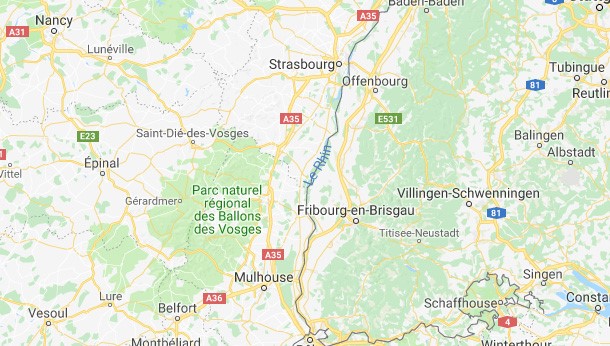 Baden-Baden
A35
A31
Nancy
Lunéville
Strasbourg
Offenbourg
81
Tubingue
Reutlin
A35
E531
E23
Saint-Dié-des-Vosges
Balingen
Albstadt
Vittel
Épinal
Le Rhin
Parc naturel
régional
des Ballons
des Vosges
Gérardmer
Villingen-Schwenningen
81
Fribourg-en-Brisgau
Titisee-Neustadt
A35
Mulhouse
Singen
A36
Lure
Belfort
Schaffhouse
Constan
Vesoul
4
Montbéliard
Winterthour